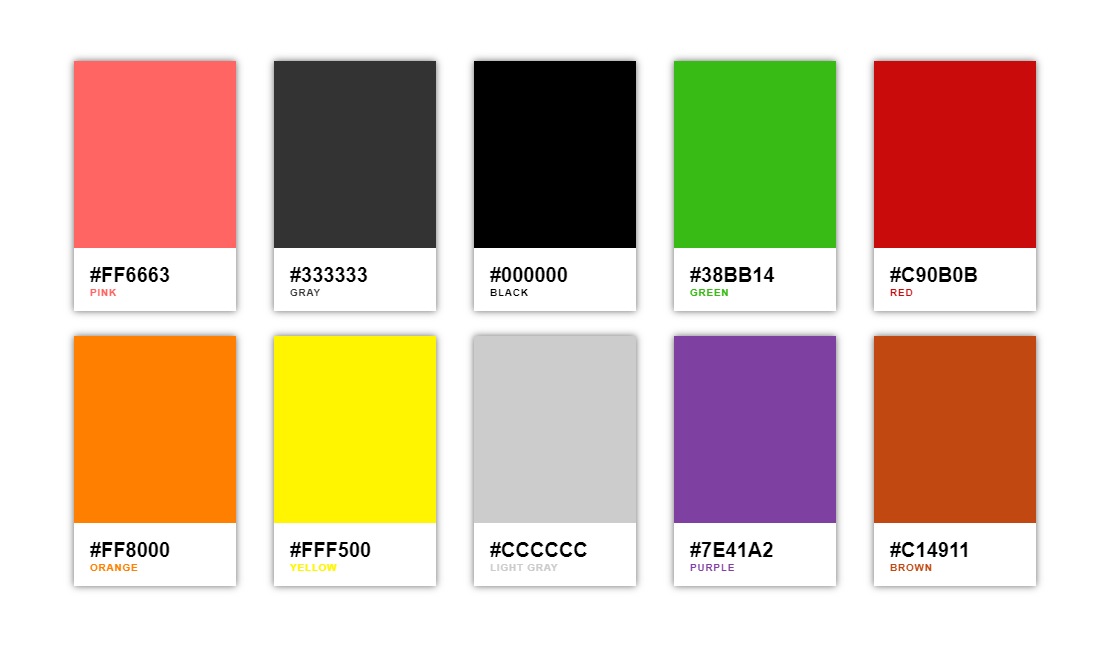 #FF6663
PINK
#333333
GRAY
#000000
BLACK
#38BB14
GREEN
#C90B0B
RED
#FF8000
ORANGE
#FFF500
YELLOW
#CCCCCC
LIGHT GRAY
#7E41A2
PURPLE
#C14911
BROWN